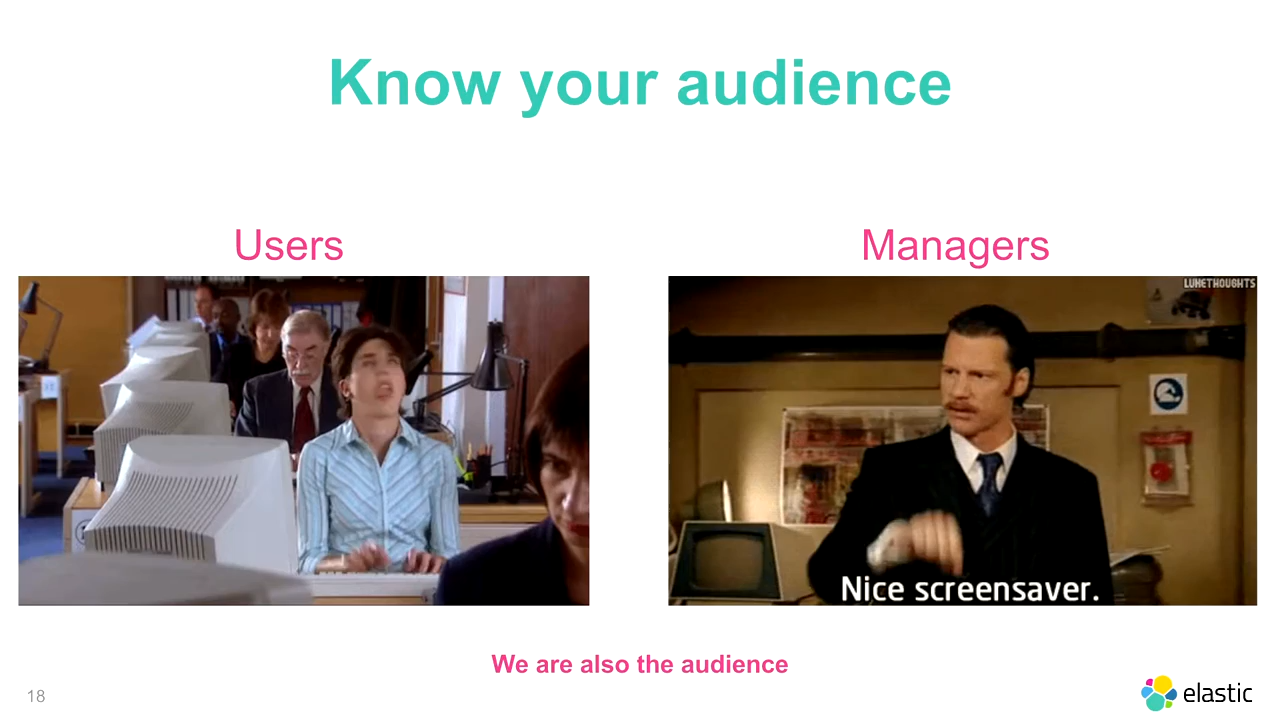 Know your audience
Users
Managers
LUKETHOUGHTS
Nice screensaver.
We are also the audience
18
elastic